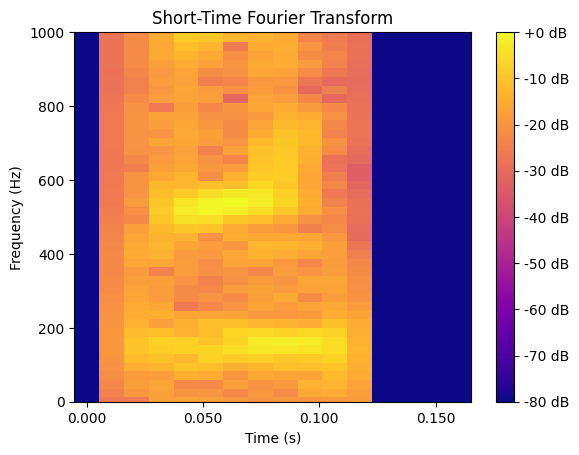 Short-Time Fourier Transform
Frequency (Hz)
1000
800
600
400
200
0
0.000 0.050 0.100 0.150
Time (s)
+0 dB
-10 dB
-20 dB
-30 dB
-40 dB
-50 dB
-60 dB
-70 dB
-80 dB